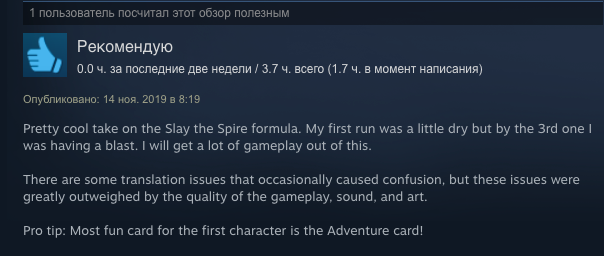 1 пользователь посчитал этот обзор полезным
Рекомендую
0.0 ч. за последние две недели / 3.7 ч. всего (1.7 ч. в момент написания)
Опубликовано: 14 ноя. 2019 в 8:19
Pretty cool take on the Slay the Spire formula. My first run was a little dry but by the 3rd one I
was having a blast. I will get a lot of gameplay out of this.
There are some translation issues that occasionally caused confusion, but these issues were
greatly outweighed by the quality of the gameplay, sound, and art.
Pro tip: Most fun card for the first character is the Adventure card!